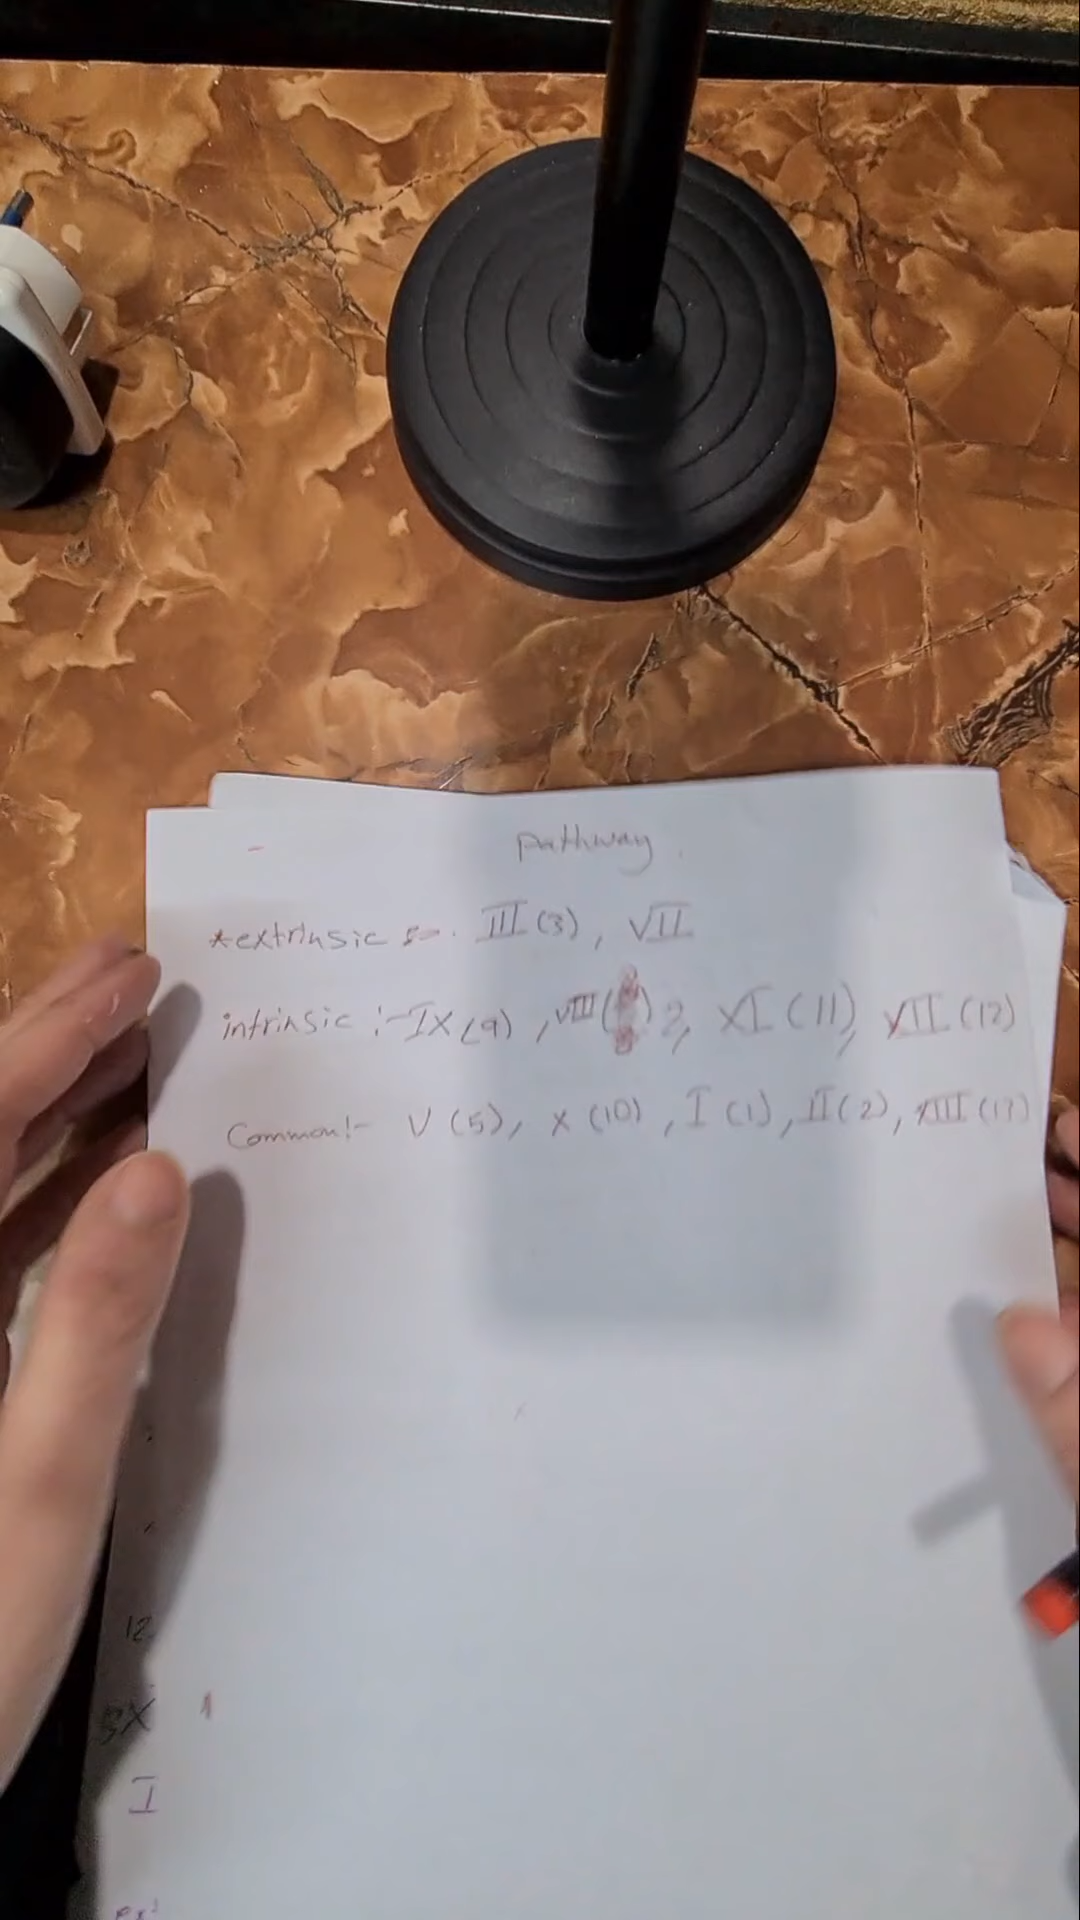 pathway.
*extrinsic :- III (3), VII
intrinsic :- IX (9), VIII ( ) , XI (11), XII (12)
Common:- V (5), X (10), I (1), II (2), XIII (13)
12
I